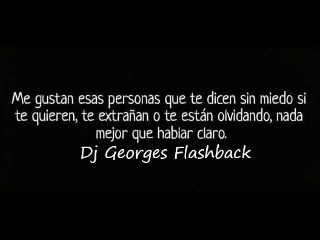 Me gustan esas personas que te dicen sin miedo si
te quieren, te extrañan o te están olvidando, nada
mejor que hablar claro.
Dj Georges Flashback